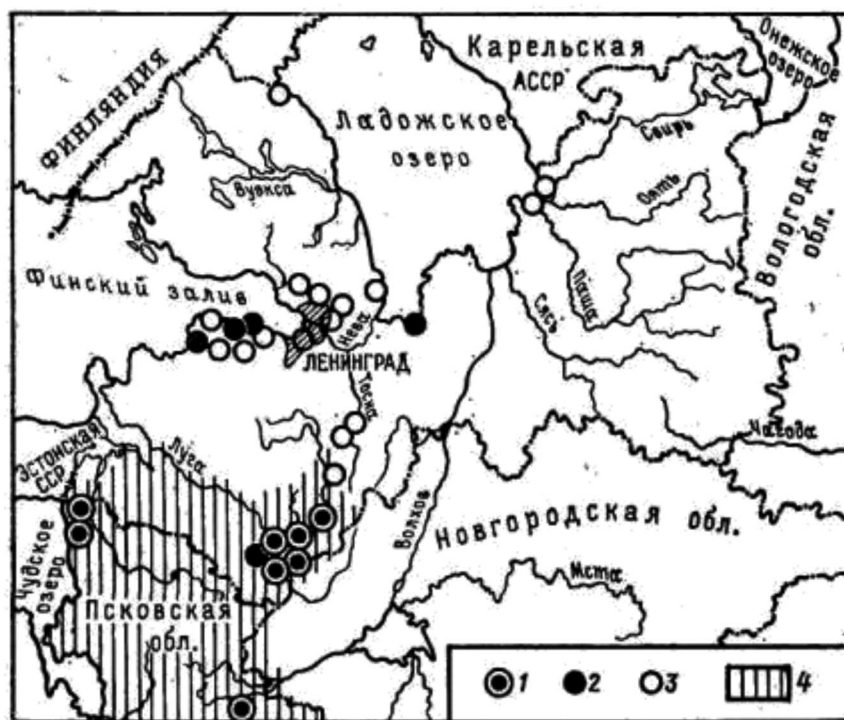 ФИНЛЯНДИЯ
Карельская
АССР
Онежское
озеро
Ладожское
озеро
Свирь
Оять
Вуокса
Вологодская
обл.
Финский залив
Паша
Сясь
Нева
ЛЕНИНГРАД
Тосна
Эстонская
ССР
Луга
Чагода
Волхов
Новгородская обл.
Чудское
озеро
Мста
Псковская
обл.
1 2 3 4